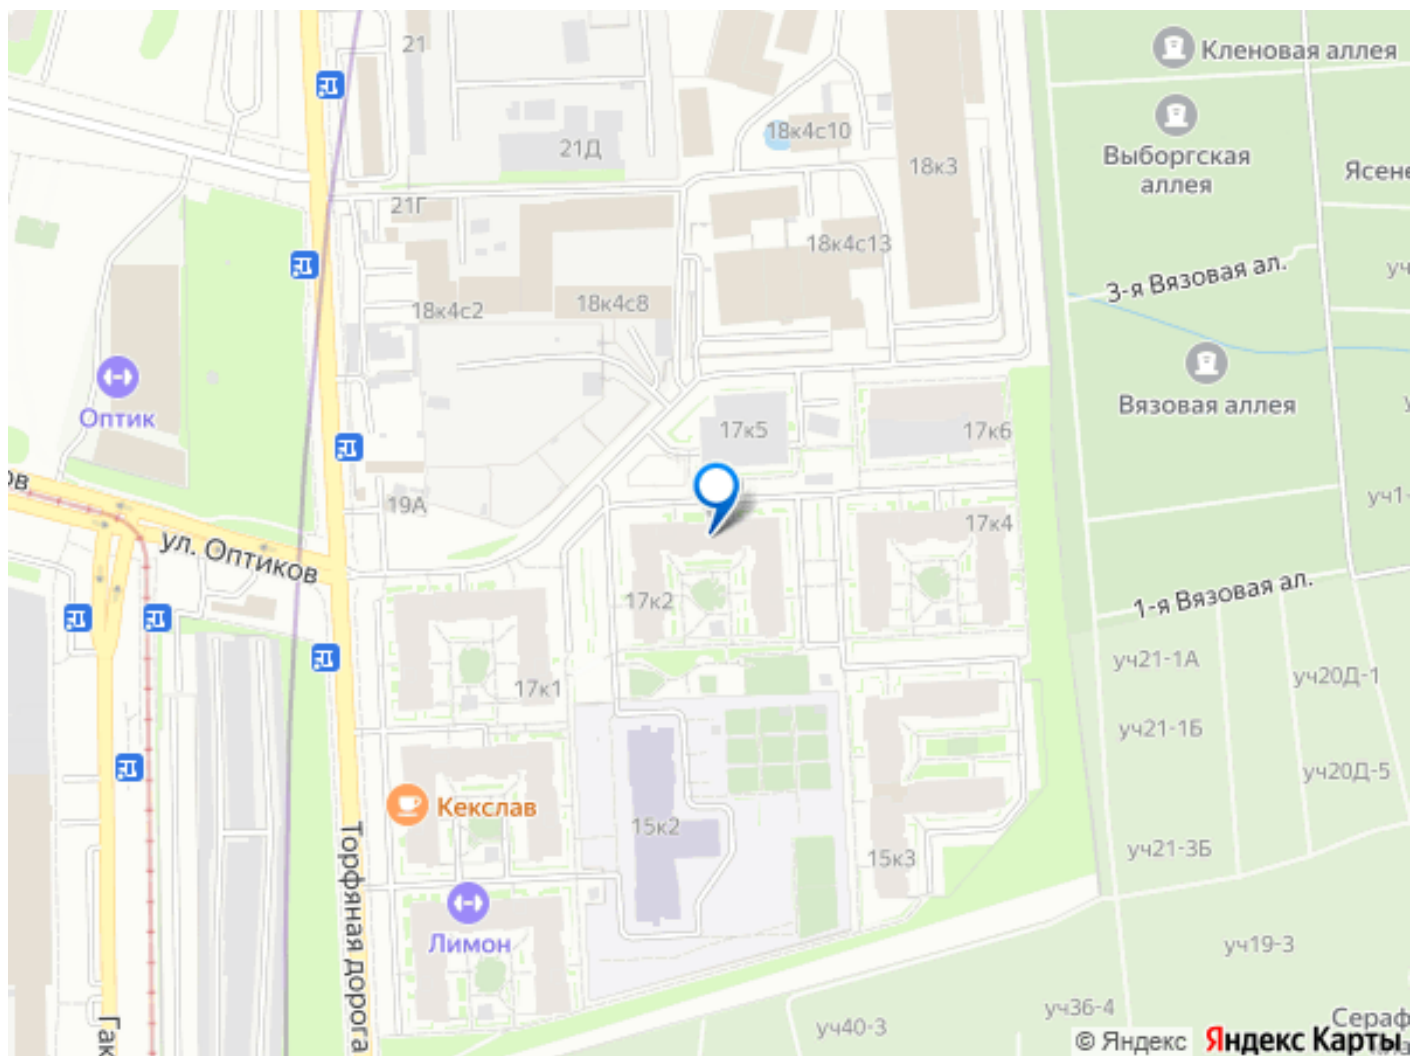 21
Кленовая аллея
18к4с10
21Д
Выборгская
аллея
18к3
21Г
18к4с13
3-я Вязовая ал.
18к4с2
18к4с8
Оптик
Вязовая аллея
17к5
17к6
19А
ул. Оптиков
17к4
17к2
1-я Вязовая ал.
уч21-1А
уч20Д-1
17к1
уч21-1Б
уч20Д-5
Кекслав
15к2
15к3
уч21-3Б
Торфяная дорога
Лимон
уч19-3
уч36-4
уч40-3
© Яндекс
Яндекс Карты